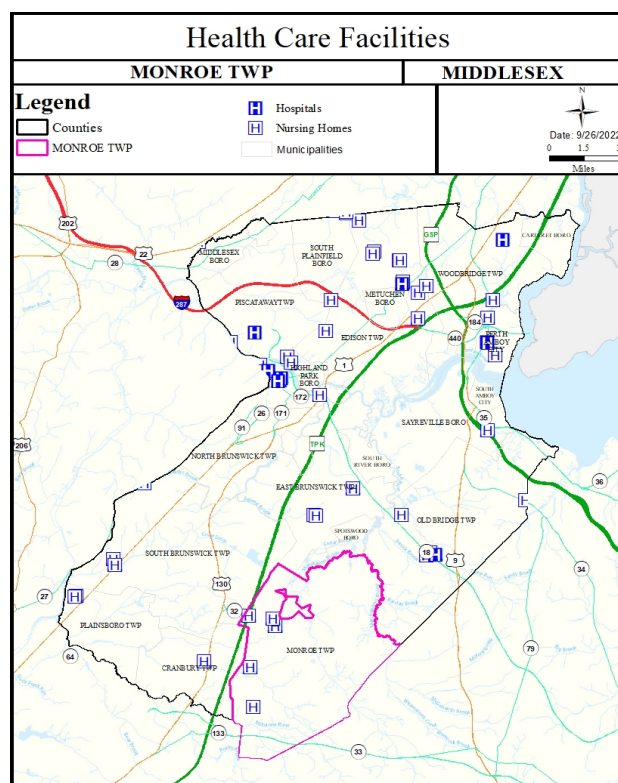 Health Care Facilities
MONROE TWP
MIDDLESEX
Legend
Counties
MONROE TWP
Hospitals
Nursing Homes
Municipalities
N
Date: 9/26/2022
0 1.5 3
Miles
202
22
28
287
MIDDLESEX
BORO
SOUTH
PLAINFIELD
BORO
GSP
CARTERET BORO
WOODBRIDGE TWP
PISCATAWAY TWP
METUCHEN
BORO
EDISON TWP
184
440
PERTH
AMBOY
CITY
1
HIGHLAND
PARK
BORO
172
SOUTH
AMBOY
CITY
35
26
171
91
SAYREVILLE BORO
206
TPK
NORTH BRUNSWICK TWP
SOUTH
RIVER BORO
36
EAST BRUNSWICK TWP
OLD BRIDGE TWP
SPOTSWOOD
BORO
SOUTH BRUNSWICK TWP
18
9
34
27
130
32
PLAINSBORO TWP
MONROE TWP
79
64
CRANBURY TWP
133
33